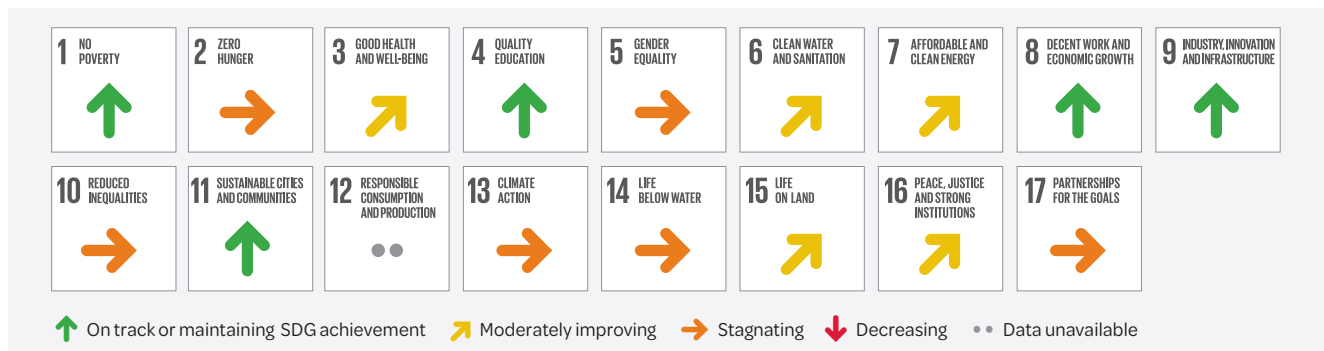 1 NO
POVERTY
2 ZERO
HUNGER
3 GOOD HEALTH
AND WELL-BEING
4 QUALITY
EDUCATION
5 GENDER
EQUALITY
6 CLEAN WATER
AND SANITATION
7 AFFORDABLE AND
CLEAN ENERGY
8 DECENT WORK AND
ECONOMIC GROWTH
9 INDUSTRY, INNOVATION
AND INFRASTRUCTURE
10 REDUCED
INEQUALITIES
11 SUSTAINABLE CITIES
AND COMMUNITIES
12 RESPONSIBLE
CONSUMPTION
AND PRODUCTION
13 CLIMATE
ACTION
14 LIFE
BELOW WATER
15 LIFE
ON LAND
16 PEACE, JUSTICE
AND STRONG
INSTITUTIONS
17 PARTNERSHIPS
FOR THE GOALS
On track or maintaining SDG achievement
Moderately improving
Stagnating
Decreasing
Data unavailable